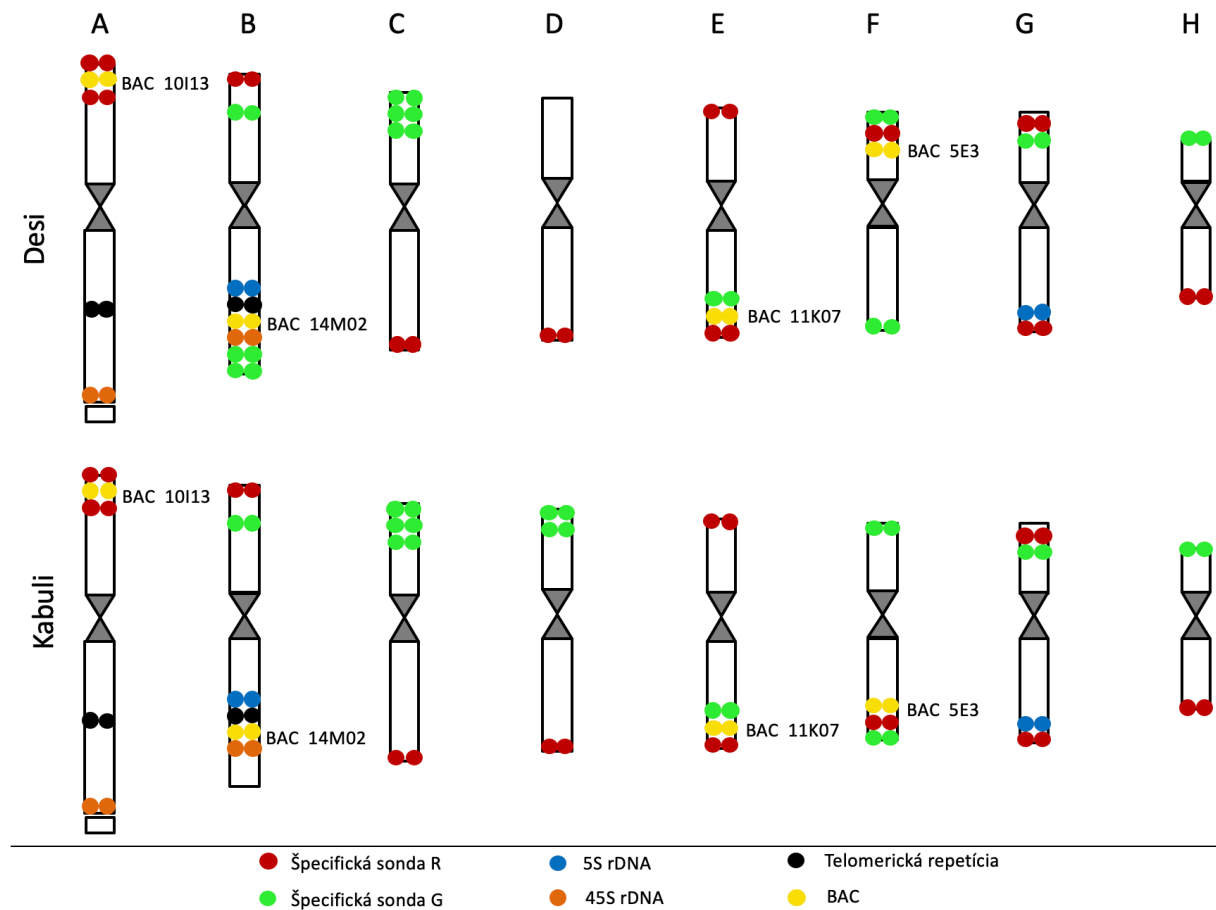 A B C D E F G H
Desi
BAC 10I13
BAC 14M02
BAC 11K07
BAC 5E3
Kabuli
BAC 10I13
BAC 14M02
BAC 11K07
BAC 5E3
Špecifická sonda R
5S rDNA
Telomerická repetícia
Špecifická sonda G
45S rDNA
BAC